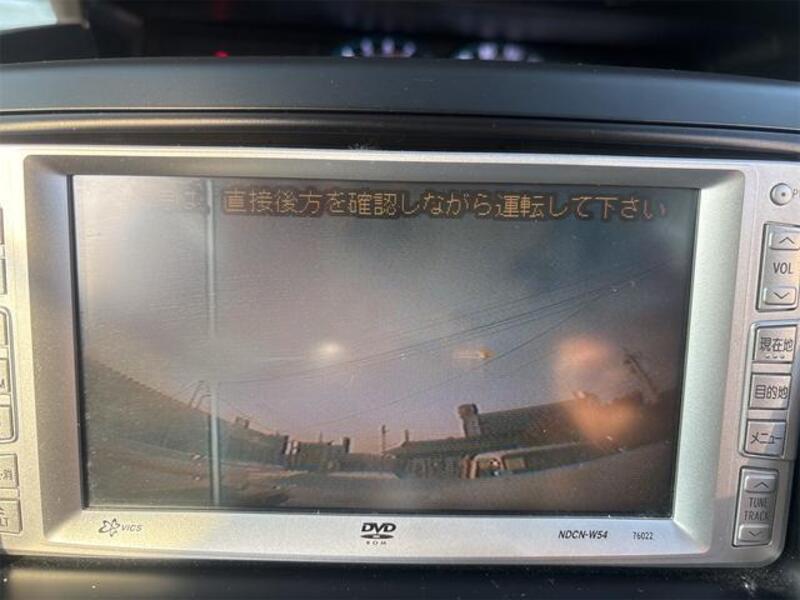 直接後方を確認しながら運転して下さい
VOL
現在地
目的地
メニュー
TUNE
TRACK
VICS
DVD
ROM
NDCN-W54
76022